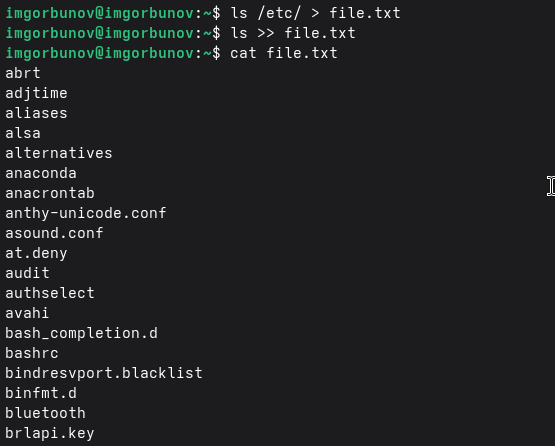 imgorbunov@imgorbunov:~$ ls /etc/ > file.txt
imgorbunov@imgorbunov:~$ ls >> file.txt
imgorbunov@imgorbunov:~$ cat file.txt
abrt
adjtime
aliases
alsa
alternatives
anaconda
anacrontab
anthy-unicode.conf
asound.conf
at.deny
audit
authselect
avahi
bash_completion.d
bashrc
bindresvport.blacklist
binfmt.d
bluetooth
brlapi.key